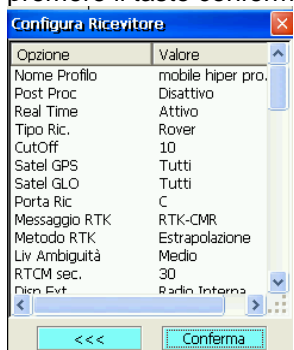 Configura Ricevitore
Opzione Valore
Nome Profilo mobile hiper pro.
Post Proc Disattivo
Real Time Attivo
Tipo Ric. Rover
CutOff 10
Satel GPS Tutti
Satel GLO Tutti
Porta Ric C
Messaggio RTK RTK-CMR
Metodo RTK Estrapolazione
Liv Ambiguità Medio
RTCM sec. 30
Disp Ext Radio Interna
<<< Conferma